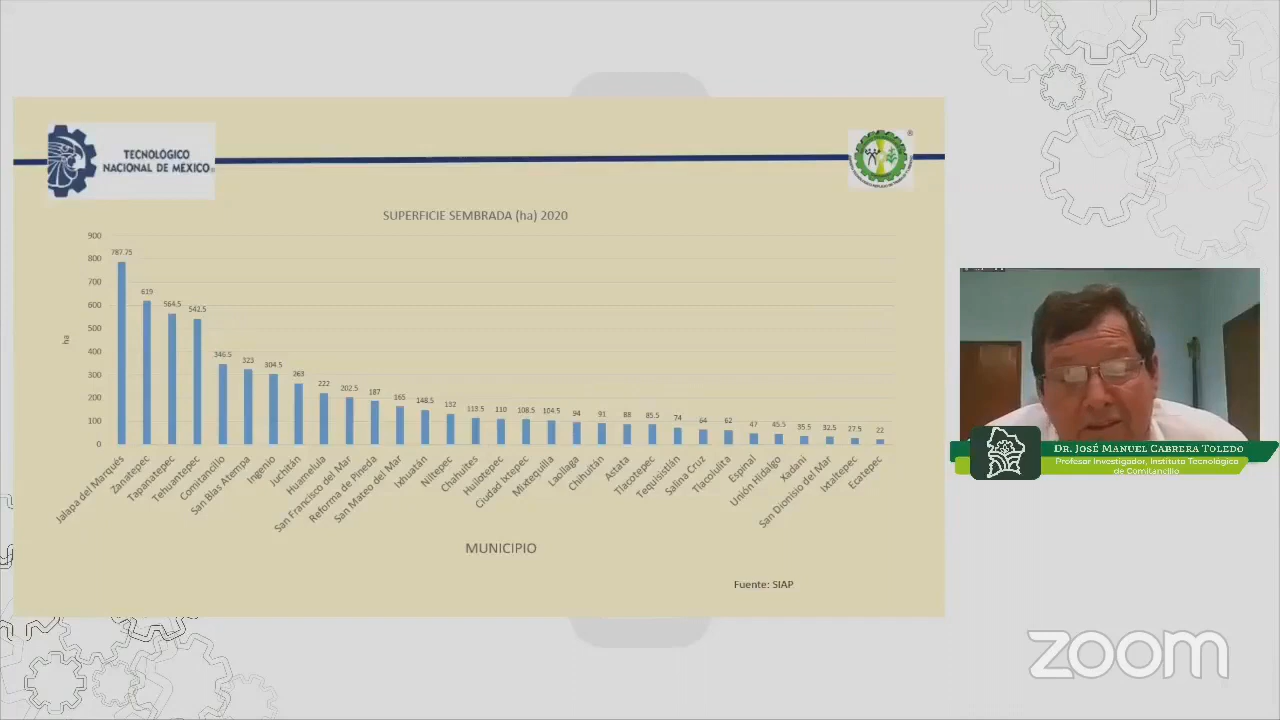 TECNOLÓGICO
NACIONAL DE MÉXICO
SUPERFICIE SEMBRADA (ha) 2020
900
800
700
600
500
400
300
200
100
0
ha
787.75
619
564.5
542.5
346.5
323
304.5
263
222
202.5
187
165
148.5
132
113.5
110
108.5
104.5
94
91
88
85.5
74
64
62
47
45.5
35.5
32.5
27.5
22
Jalapa del Marqués
Zanatepec
Tapanatepec
Tehuantepec
Comitancillo
San Blas Atempa
Ingenio
Juchitán
Huamelula
San Francisco del Mar
Reforma de Pineda
San Mateo del Mar
Ixhuatán
Niltepec
Chahuites
Huilotepec
Ciudad Ixtepec
Mixtequilla
Laollaga
Chihuitán
Astata
Tlacotepec
Tequisistlán
Salina Cruz
Tlacolulita
Espinal
Unión Hidalgo
Xadani
San Dionisio del Mar
Ixtaltepec
Ecatepec
MUNICIPIO
Fuente: SIAP
Dr. José Manuel Cabrera Toledo
Profesor Investigador, Instituto Tecnológico
de Comitancillo
zoom